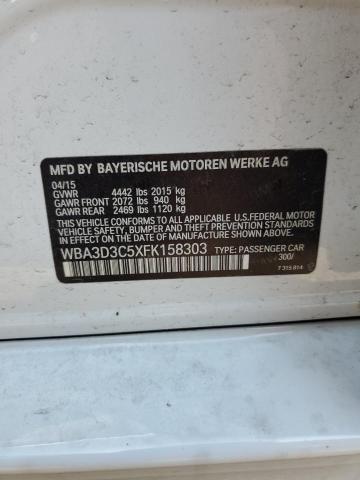 MFD BY BAYERISCHE MOTOREN WERKE AG
04/15
GVWR 4442 lbs 2015 kg
GAWR FRONT 2072 lbs 940 kg
GAWR REAR 2469 lbs 1120 kg
THIS VEHICLE CONFORMS TO ALL APPLICABLE U.S. FEDERAL MOTOR
VEHICLE SAFETY, BUMPER, AND THEFT PREVENTION
STANDARDS IN EFFECT ON THE
DATE OF MANUFACTURE SHOWN ABOVE.
WBA3D3C5XFK158303 TYPE: PASSENGER CAR
300/
7 315 814